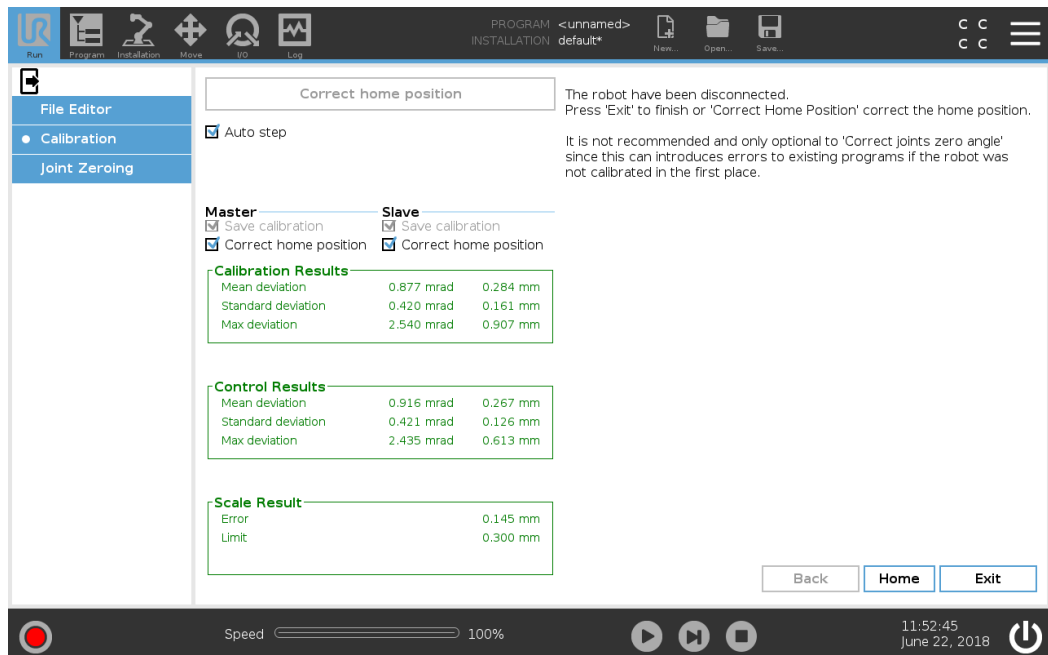 UR
PROGRAM <unnamed>
INSTALLATION default*
Run Program Installation Move I/O Log New... Open... Save...
C C
C C
File Editor
Calibration
Joint Zeroing
Correct home position
Auto step
The robot have been disconnected.
Press 'Exit' to finish or 'Correct Home Position' correct the home position.
It is not recommended and only optional to 'Correct joints zero angle'
since this can introduces errors to existing programs if the robot was
not calibrated in the first place.
Master Slave
Save calibration Save calibration
Correct home position Correct home position
Calibration Results
Mean deviation 0.877 mrad 0.284 mm
Standard deviation 0.420 mrad 0.161 mm
Max deviation 2.540 mrad 0.907 mm
Control Results
Mean deviation 0.916 mrad 0.267 mm
Standard deviation 0.421 mrad 0.126 mm
Max deviation 2.435 mrad 0.613 mm
Scale Result
Error 0.145 mm
Limit 0.300 mm
Back Home Exit
Speed 100%
11:52:45
June 22, 2018